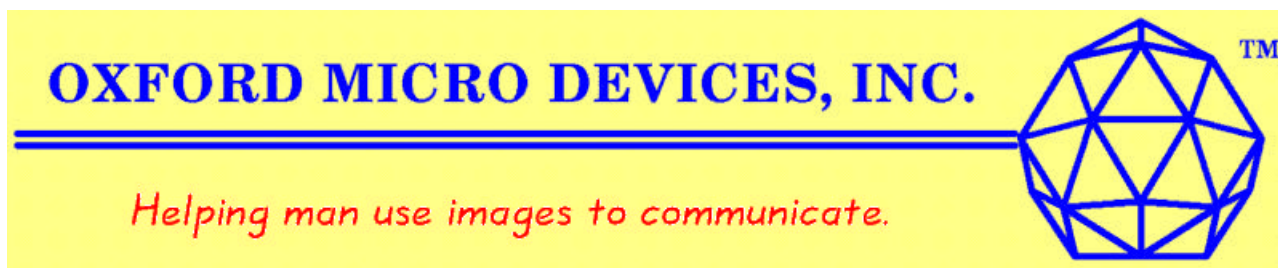 OXFORD MICRO DEVICES, INC.
TM
Helping man use images to communicate.